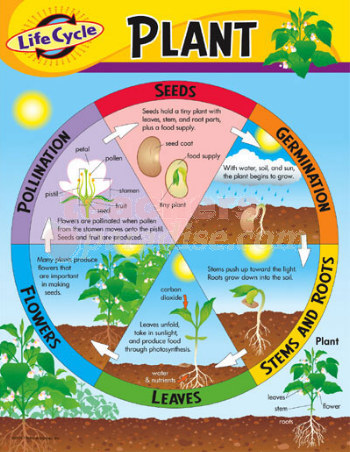 Life Cycle
PLANT
SEEDS
Seeds hold a tiny plant with
leaves, stem, and root parts,
plus a food supply.
seed coat
food supply
tiny plant
GERMINATION
With water, soil, and sun,
the plant begins to grow.
STEMS AND ROOTS
Stems push up toward the light.
Roots grow down into the soil.
LEAVES
carbon
dioxide
Leaves unfold,
take in sunlight,
and produce food
through photosynthesis.
water
& nutrients
FLOWERS
Many plants produce
flowers that are
important in
making seeds.
POLLINATION
petal
pollen
pistil
stamen
seed
fruit
Flowers are pollinated when pollen
from the stamen moves onto the pistil.
Seeds and fruit are produced.
Plant
leaves
stem
flower
roots